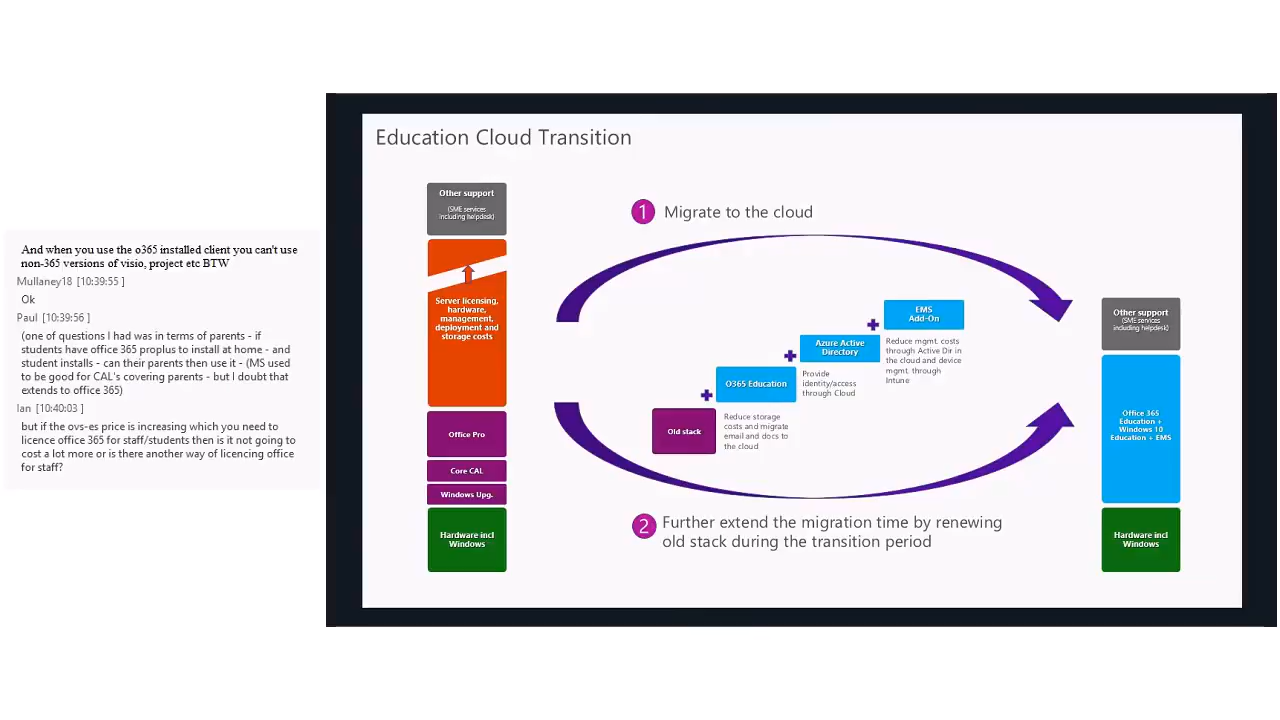 And when you use the o365 installed client you can't use
non-365 versions of visio, project etc BTW
Mullaney18 [10:39:55 ]
Ok
Paul [10:39:56 ]
(one of questions I had was in terms of parents - if
students have office 365 proplus to install at home - and
student installs - can their parents then use it - (MS used
to be good for CAL's covering parents - but I doubt that
extends to office 365)
Ian [10:40:03 ]
but if the ovs-es price is increasing which you need to
licence office 365 for staff/students then is it not going to
cost a lot more or is there another way of licencing office
for staff?
Education Cloud Transition
Other support
(SME services
including helpdesk)
Server licensing,
hardware,
management,
deployment and
storage costs
Office Pro
Core CAL
Windows Upg.
Hardware incl
Windows
1 Migrate to the cloud
EMS
Add-On
Reduce mgmt. costs
through Active Dir in
the cloud and device
mgmt. through
Intune
Azure Active
Directory
Provide
identity/access
through Cloud
O365 Education
Reduce storage
costs and migrate
email and docs to
the cloud
Old stack
2 Further extend the migration time by renewing
old stack during the transition period
Other support
(SME services
including helpdesk)
Office 365
Education +
Windows 10
Education + EMS
Hardware incl
Windows